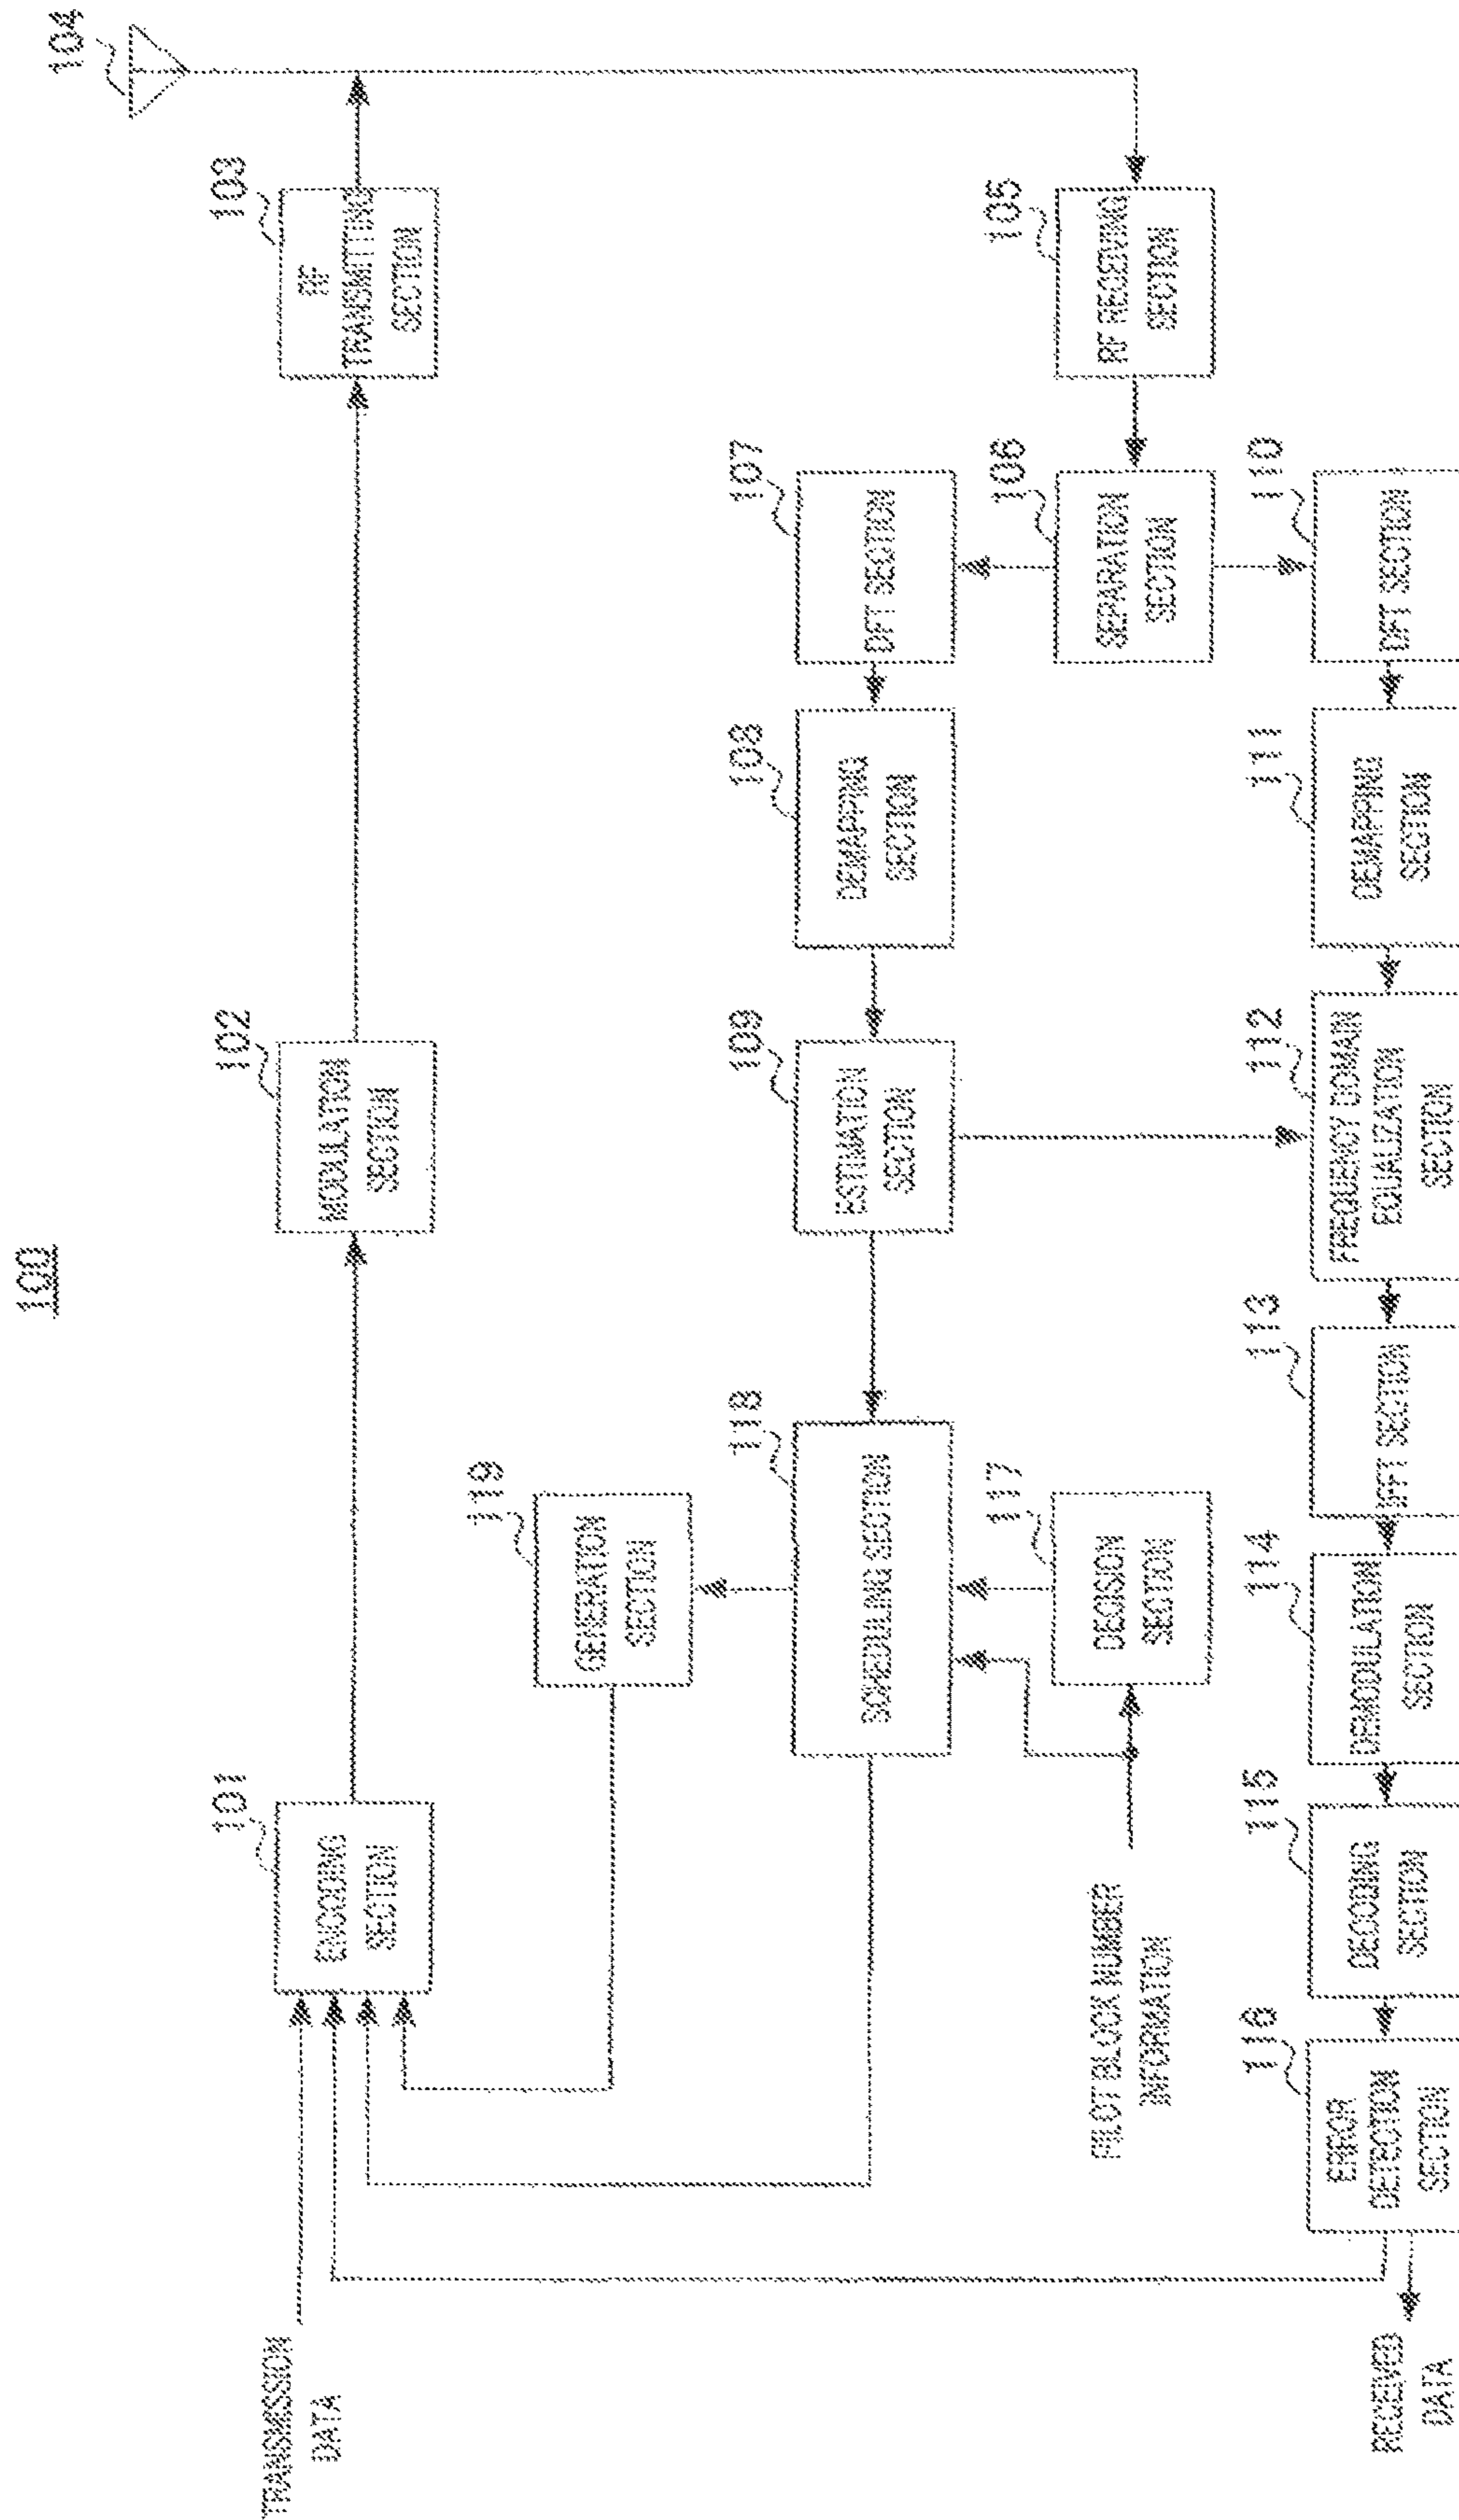 100
TRANSMISSION
DATA
101
ENCODING
SECTION
102
MODULATION
SECTION
103
RF
TRANSMITTING
SECTION
104
119
GENERATION
SECTION
118
SCHEDULING SECTION
109
ESTIMATION
SECTION
108
DEMAPPING
SECTION
107
DFT SECTION
PILOT BLOCK NUMBER
INFORMATION
117
DECISION
SECTION
106
SEPARATION
SECTION
105
RF RECEIVING
SECTION
RECEIVED
DATA
116
ERROR
DETECTION
SECTION
115
DECODING
SECTION
114
DEMODULATION
SECTION
113
IFFT SECTION
112
FREQUENCY DOMAIN
EQUALIZATION
SECTION
111
DEMAPPING
SECTION
110
DFT SECTION